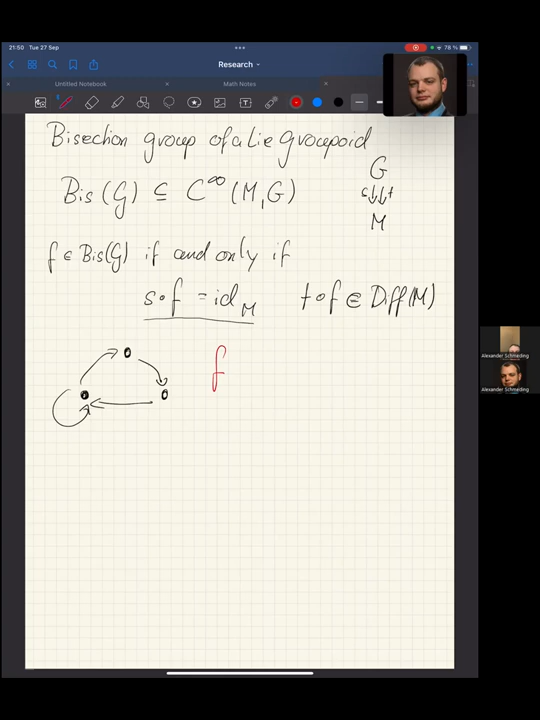 21:50 Tue 27 Sep
78 %
Research
Untitled Notebook
Math Notes
Bisection group of a Lie groupoid
G
s ↓↓ t
M
Bis(G) ⊆ C^∞(M,G)
f ∈ Bis(G) if and only if
s∘f = id_M t∘f ∈ Diff(M)
f
Alexander Schmeding
Alexander Schmeding